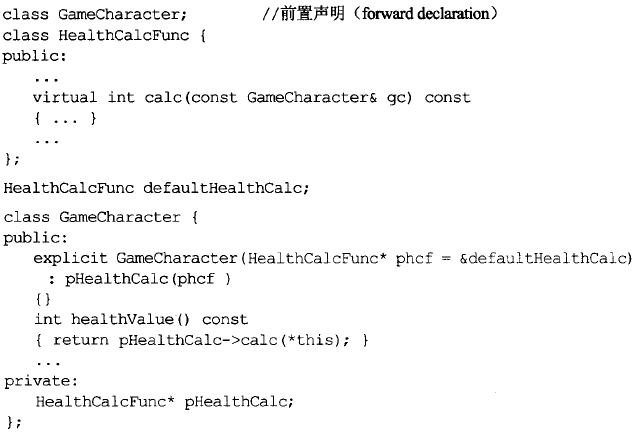 class GameCharacter; //前置声明（forward declaration）
class HealthCalcFunc {
public:
...
virtual int calc(const GameCharacter& gc) const
{ ... }
...
};
HealthCalcFunc defaultHealthCalc;
class GameCharacter {
public:
explicit GameCharacter(HealthCalcFunc* phcf = &defaultHealthCalc)
: pHealthCalc(phcf )
{}
int healthValue() const
{ return pHealthCalc->calc(*this); }
...
private:
HealthCalcFunc* pHealthCalc;
};